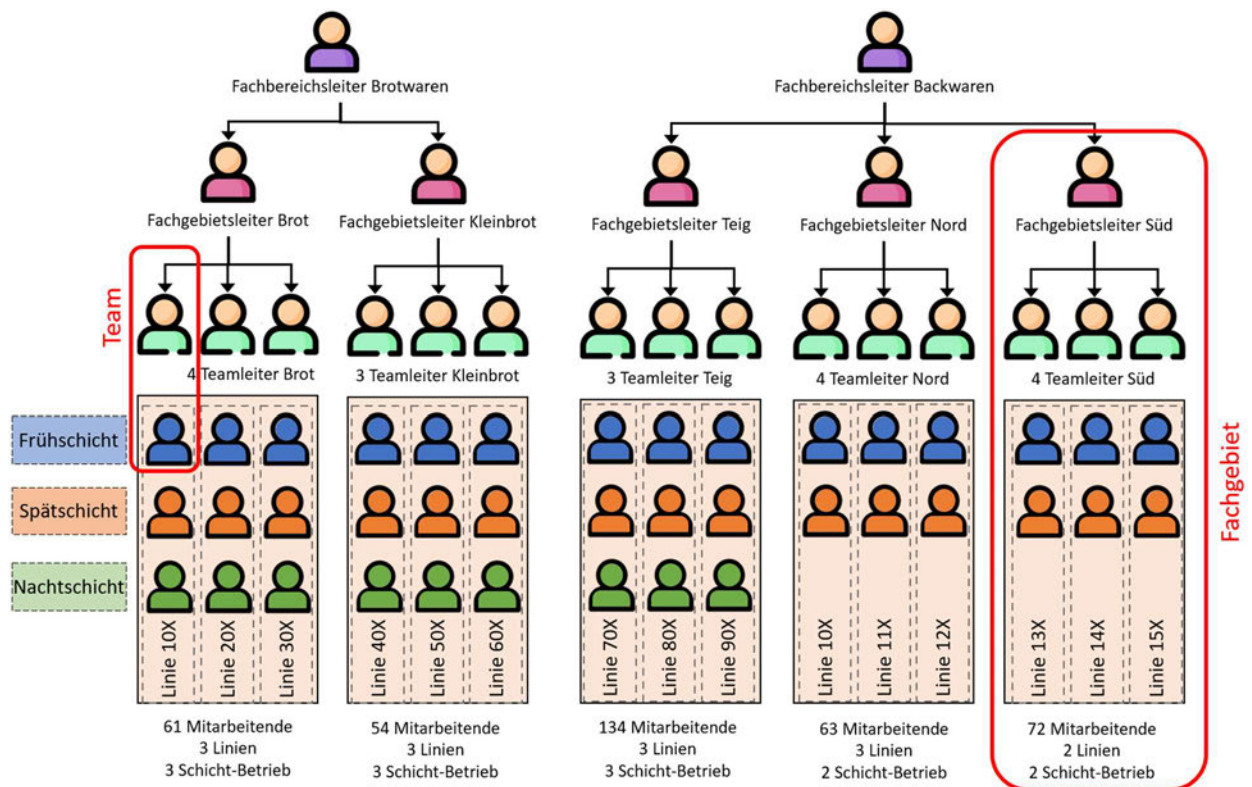 Fachbereichsleiter Brotwaren
Fachbereichsleiter Backwaren
Fachgebietsleiter Brot
Fachgebietsleiter Kleinbrot
Fachgebietsleiter Teig
Fachgebietsleiter Nord
Fachgebietsleiter Süd
Team
4 Teamleiter Brot
3 Teamleiter Kleinbrot
3 Teamleiter Teig
4 Teamleiter Nord
4 Teamleiter Süd
Frühschicht
Spätschicht
Nachtschicht
Fachgebiet
Linie 10X
Linie 20X
Linie 30X
Linie 40X
Linie 50X
Linie 60X
Linie 70X
Linie 80X
Linie 90X
Linie 10X
Linie 11X
Linie 12X
Linie 13X
Linie 14X
Linie 15X
61 Mitarbeitende
3 Linien
3 Schicht-Betrieb
54 Mitarbeitende
3 Linien
3 Schicht-Betrieb
134 Mitarbeitende
3 Linien
3 Schicht-Betrieb
63 Mitarbeitende
3 Linien
2 Schicht-Betrieb
72 Mitarbeitende
2 Linien
2 Schicht-Betrieb